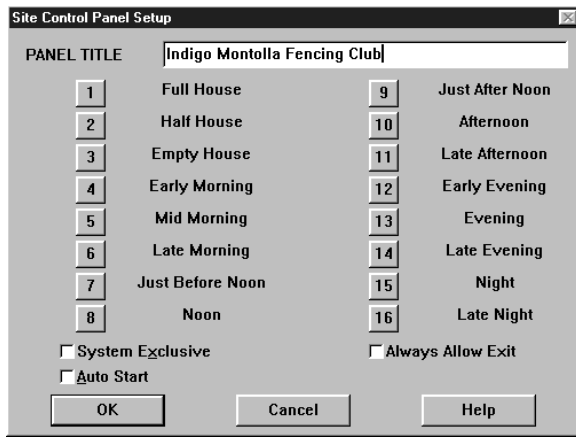 Site Control Panel Setup
PANEL TITLE Indigo Montolla Fencing Club
1 Full House 9 Just After Noon
2 Half House 10 Afternoon
3 Empty House 11 Late Afternoon
4 Early Morning 12 Early Evening
5 Mid Morning 13 Evening
6 Late Morning 14 Late Evening
7 Just Before Noon 15 Night
8 Noon 16 Late Night
System Exclusive Always Allow Exit
Auto Start
OK Cancel Help